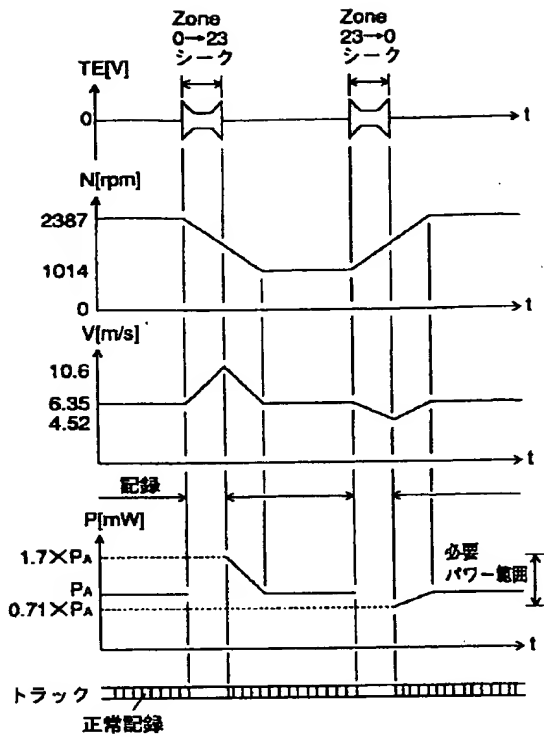 Zone
0→23
シーク
Zone
23→0
シーク
TE[V]
0
t
N[rpm]
2387
1014
0
t
V[m/s]
10.6
6.35
4.52
t
記録
P[mW]
1.7×PA
PA
0.71×PA
必要
パワー範囲
t
トラック
正常記録